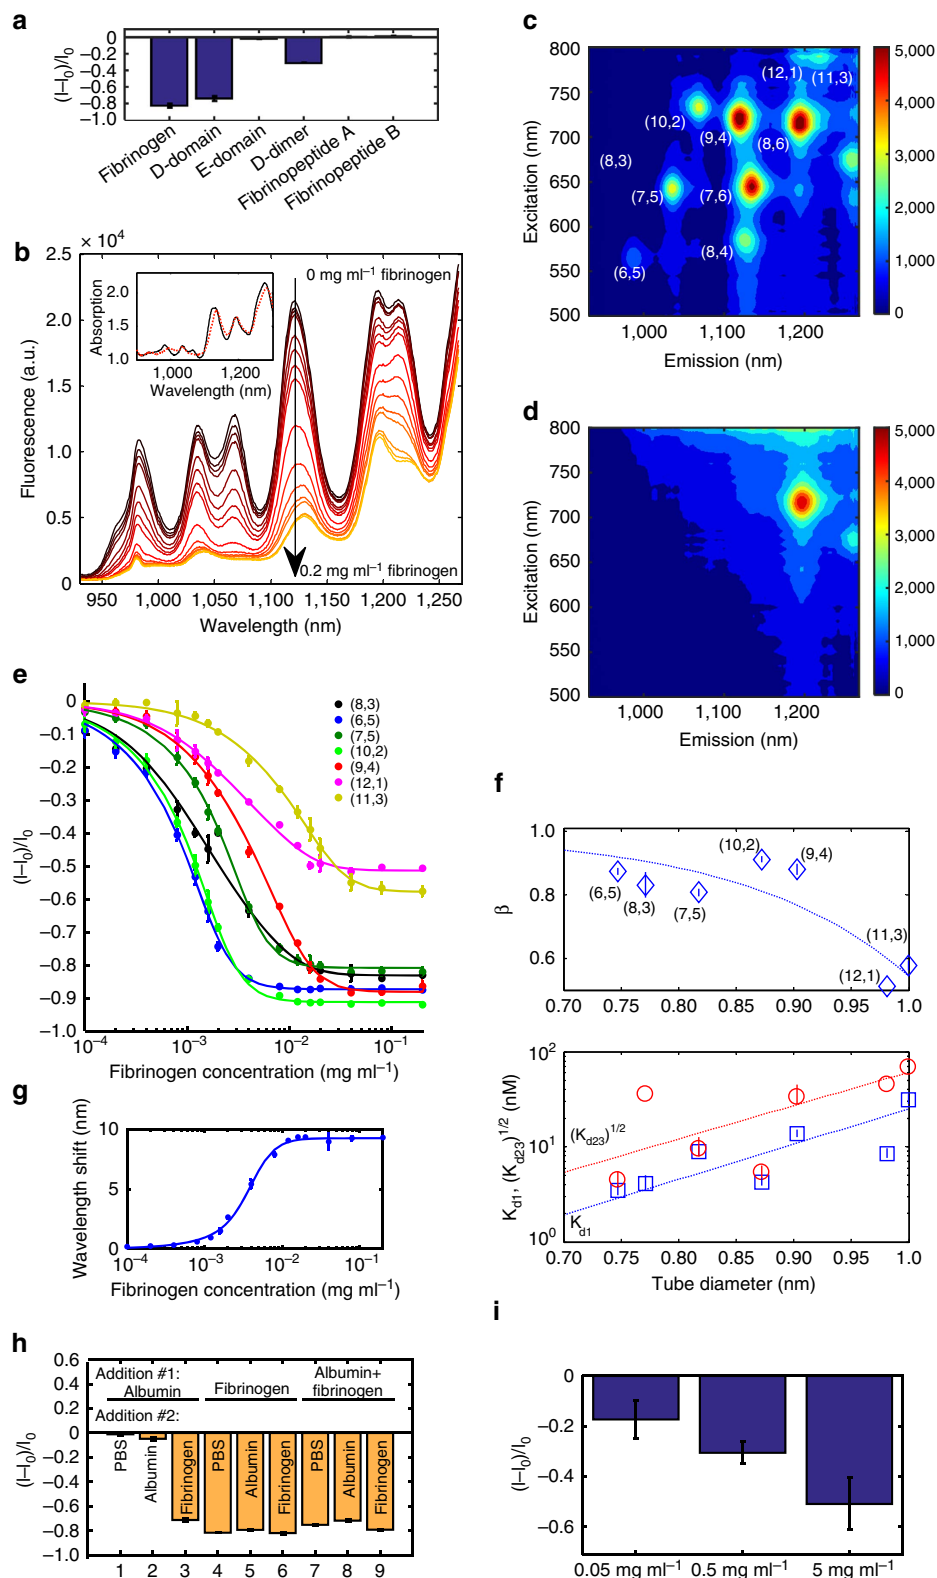 a
(I–I0)/I0
0
−0.2
−0.4
−0.6
−0.8
−1.0
Fibrinogen
D-domain
E-domain
D-dimer
Fibrinopeptide A
Fibrinopeptide B
b
× 10⁴
Fluorescence (a.u.)
2.5
2.0
1.5
1.0
0.5
0
0 mg ml⁻¹ fibrinogen
0.2 mg ml⁻¹ fibrinogen
Absorption
2.0
1.5
1.0
1,000
1,200
Wavelength (nm)
950
1,000
1,050
1,100
1,150
1,200
1,250
Wavelength (nm)
c
Excitation (nm)
800
750
700
650
600
550
500
(12,1)
(11,3)
(10,2)
(9,4)
(8,6)
(8,3)
(7,5)
(7,6)
(8,4)
(6,5)
1,000
1,100
1,200
Emission (nm)
5,000
4,000
3,000
2,000
1,000
0
d
Excitation (nm)
800
750
700
650
600
550
500
1,000
1,100
1,200
Emission (nm)
5,000
4,000
3,000
2,000
1,000
0
e
(I–I0)/I0
0
−0.1
−0.2
−0.3
−0.4
−0.5
−0.6
−0.7
−0.8
−0.9
−1.0
(8,3)
(6,5)
(7,5)
(10,2)
(9,4)
(12,1)
(11,3)
10⁻⁴
10⁻³
10⁻²
10⁻¹
Fibrinogen concentration (mg ml⁻¹)
f
β
1.0
0.8
0.6
(6,5)
(8,3)
(7,5)
(10,2)
(9,4)
(11,3)
(12,1)
0.70
0.75
0.80
0.85
0.90
0.95
1.0
Kd1, (Kd23)1/2 (nM)
10²
10¹
10⁰
(Kd23)1/2
Kd1
0.70
0.75
0.80
0.85
0.90
0.95
1.0
Tube diameter (nm)
g
Wavelength shift (nm)
10
5
0
10⁻⁴
10⁻³
10⁻²
10⁻¹
Fibrinogen concentration (mg ml⁻¹)
h
(I–I0)/I0
0.6
0.4
0.2
0
−0.2
−0.4
−0.6
−0.8
−1.0
Addition #1:
Albumin
Fibrinogen
Albumin+
fibrinogen
Addition #2:
PBS
Albumin
Fibrinogen
PBS
Albumin
Fibrinogen
PBS
Albumin
Fibrinogen
1 2 3 4 5 6 7 8 9
i
(I–I0)/I0
0
−0.2
−0.4
−0.6
0.05 mg ml⁻¹ 0.5 mg ml⁻¹ 5 mg ml⁻¹